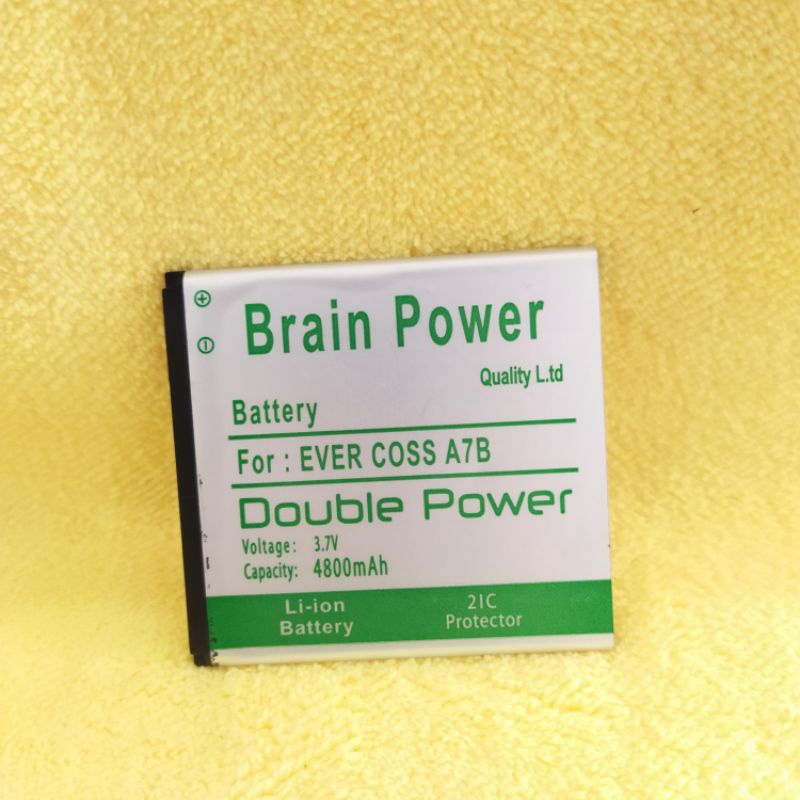 Brain Power
Quality L.td
Battery
For : EVER COSS A7B
Double Power
Voltage: 3.7V
Capacity: 4800mAh
Li-ion Battery
2IC Protector